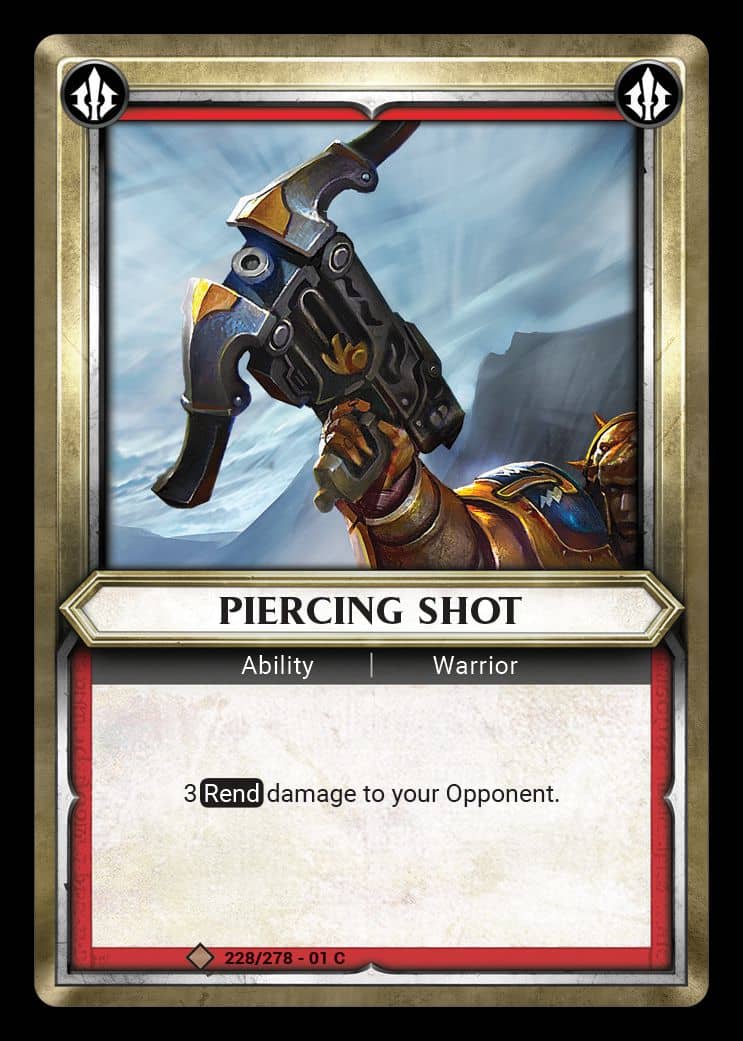 PIERCING SHOT
Ability | Warrior
3 Rend damage to your Opponent.
228/278 - 01 C